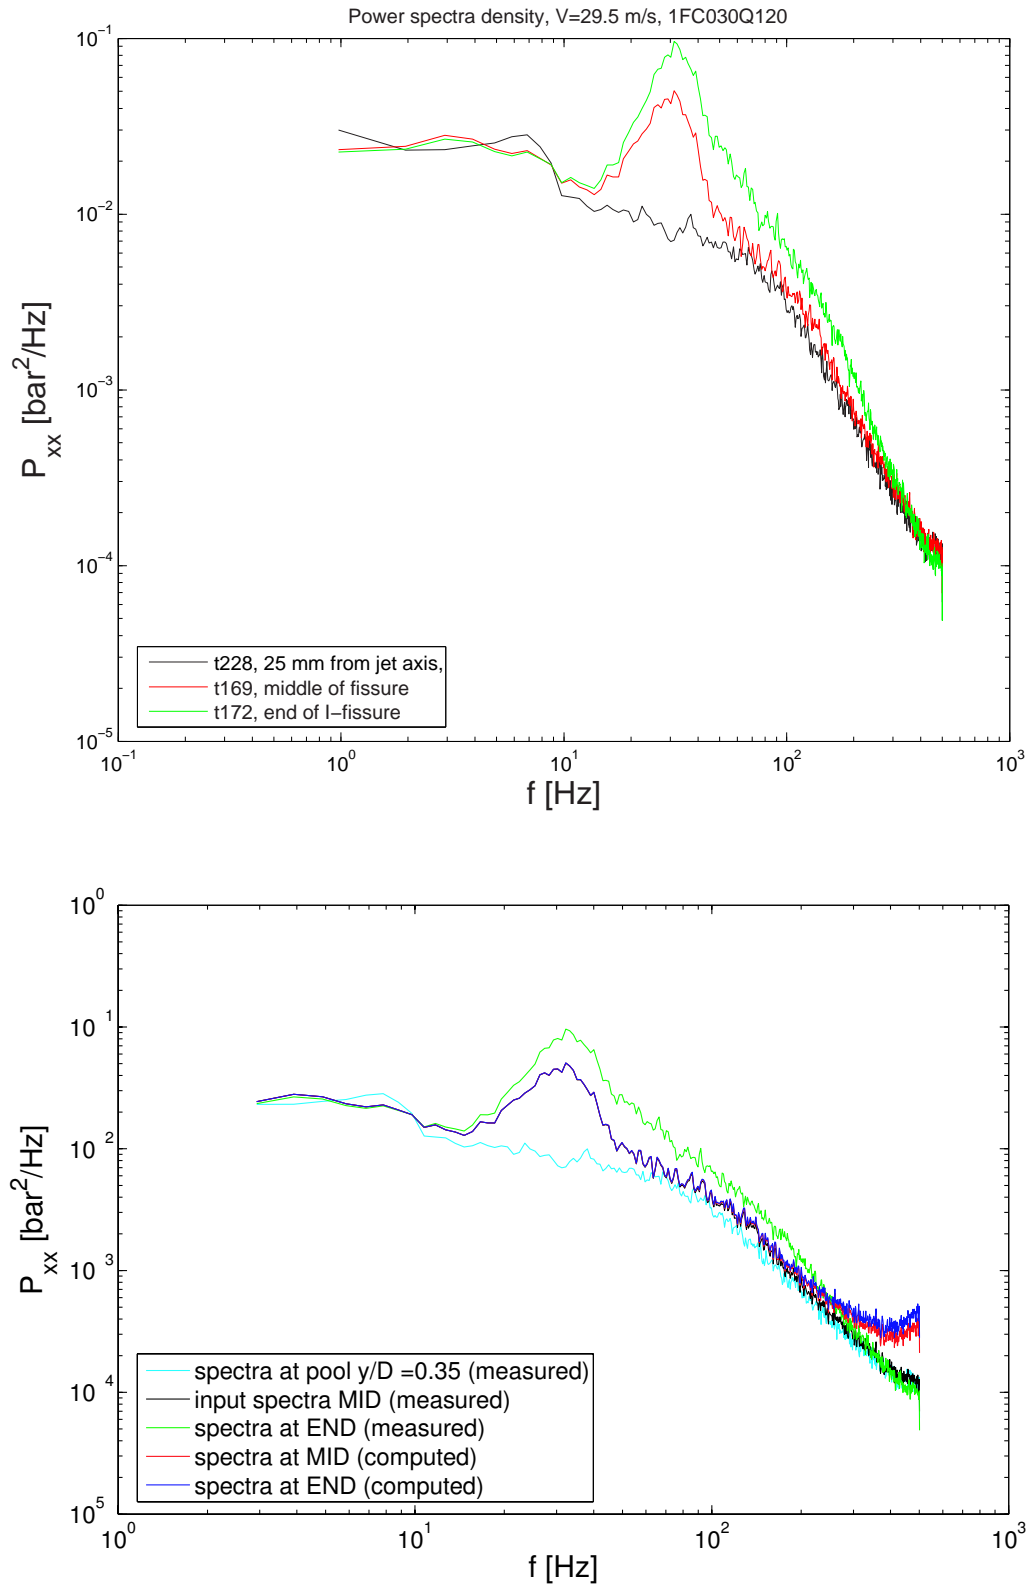 Power spectra density, V=29.5 m/s, 1FC030Q120
10^-1
10^-2
10^-3
10^-4
10^-5
P_xx [bar^2/Hz]
t228, 25 mm from jet axis,
t169, middle of fissure
t172, end of I-fissure
10^-1 10^0 10^1 10^2 10^3
f [Hz]
10^0
10^1
10^2
10^3
10^4
10^5
P_xx [bar^2/Hz]
spectra at pool y/D =0.35 (measured)
input spectra MID (measured)
spectra at END (measured)
spectra at MID (computed)
spectra at END (computed)
10^0 10^1 10^2 10^3
f [Hz]